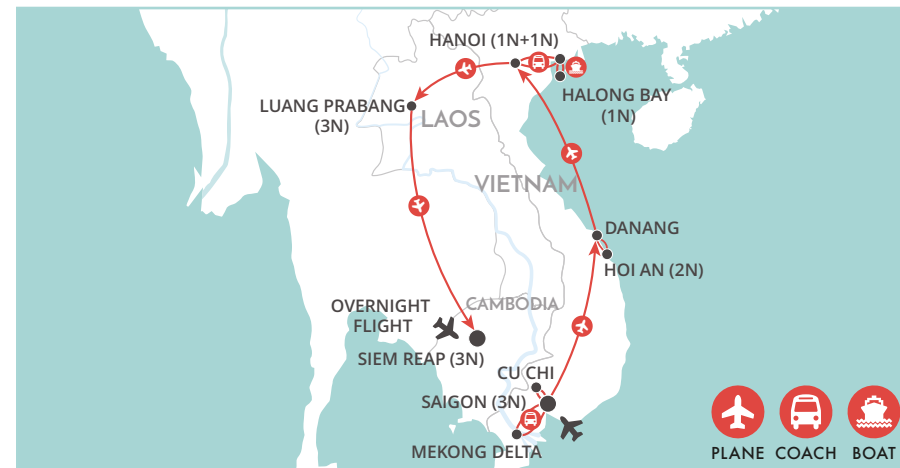 HANOI (1N+1N)
HALONG BAY
(1N)
LUANG PRABANG
(3N)
LAOS
VIETNAM
DANANG
HOI AN (2N)
CAMBODIA
OVERNIGHT
FLIGHT
SIEM REAP (3N)
CU CHI
SAIGON (3N)
MEKONG DELTA
PLANE COACH BOAT